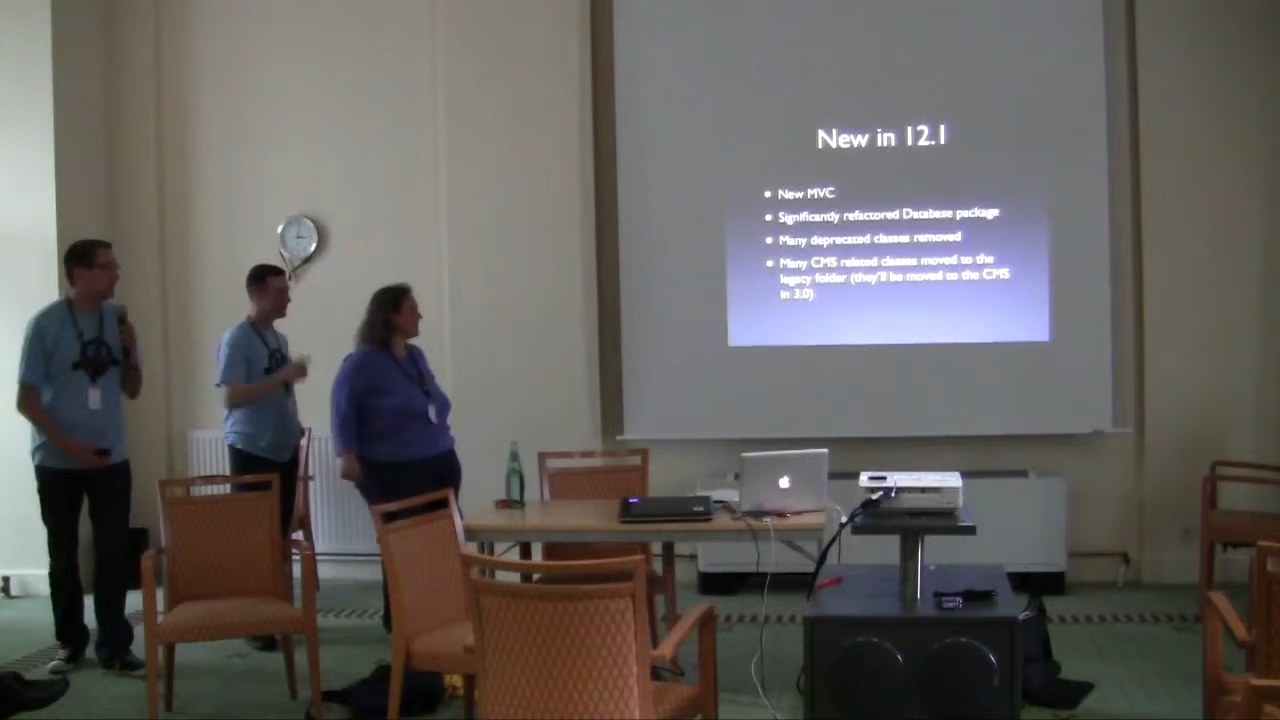 New in 12.1
New MVC
Significantly refactored Database package
Many deprecated classes removed
Many CMS related classes moved to the
legacy folder (they'll be moved to the CMS
in 3.0)